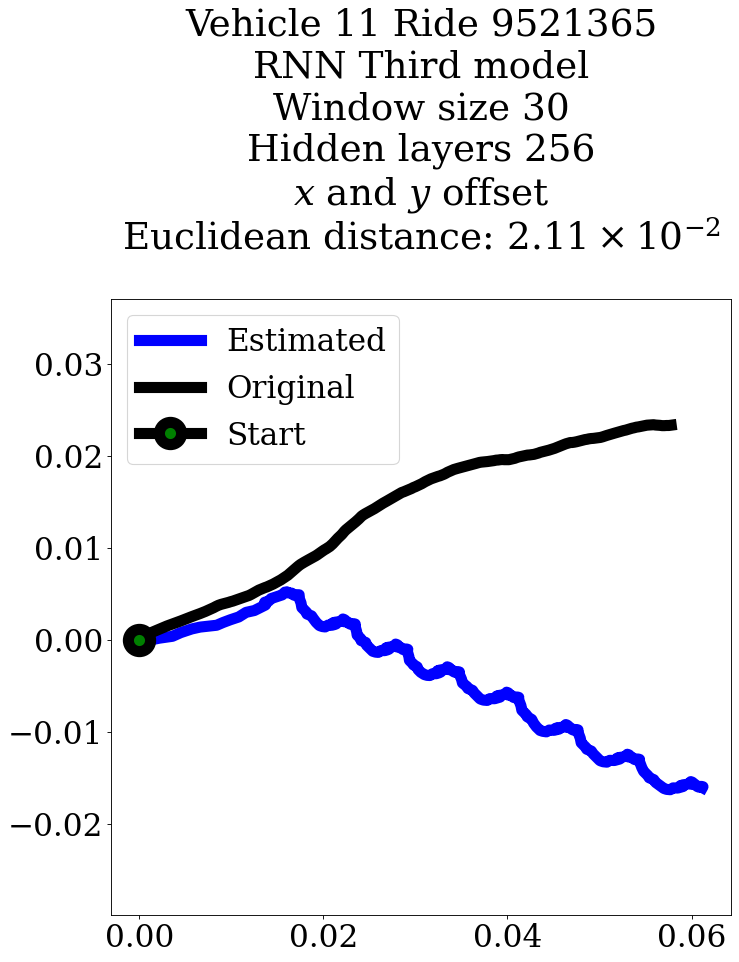 Vehicle 11 Ride 9521365
RNN Third model
Window size 30
Hidden layers 256
x and y offset
Euclidean distance: 2.11 × 10⁻²
Estimated
Original
Start
0.03
0.02
0.01
0.00
−0.01
−0.02
0.00 0.02 0.04 0.06